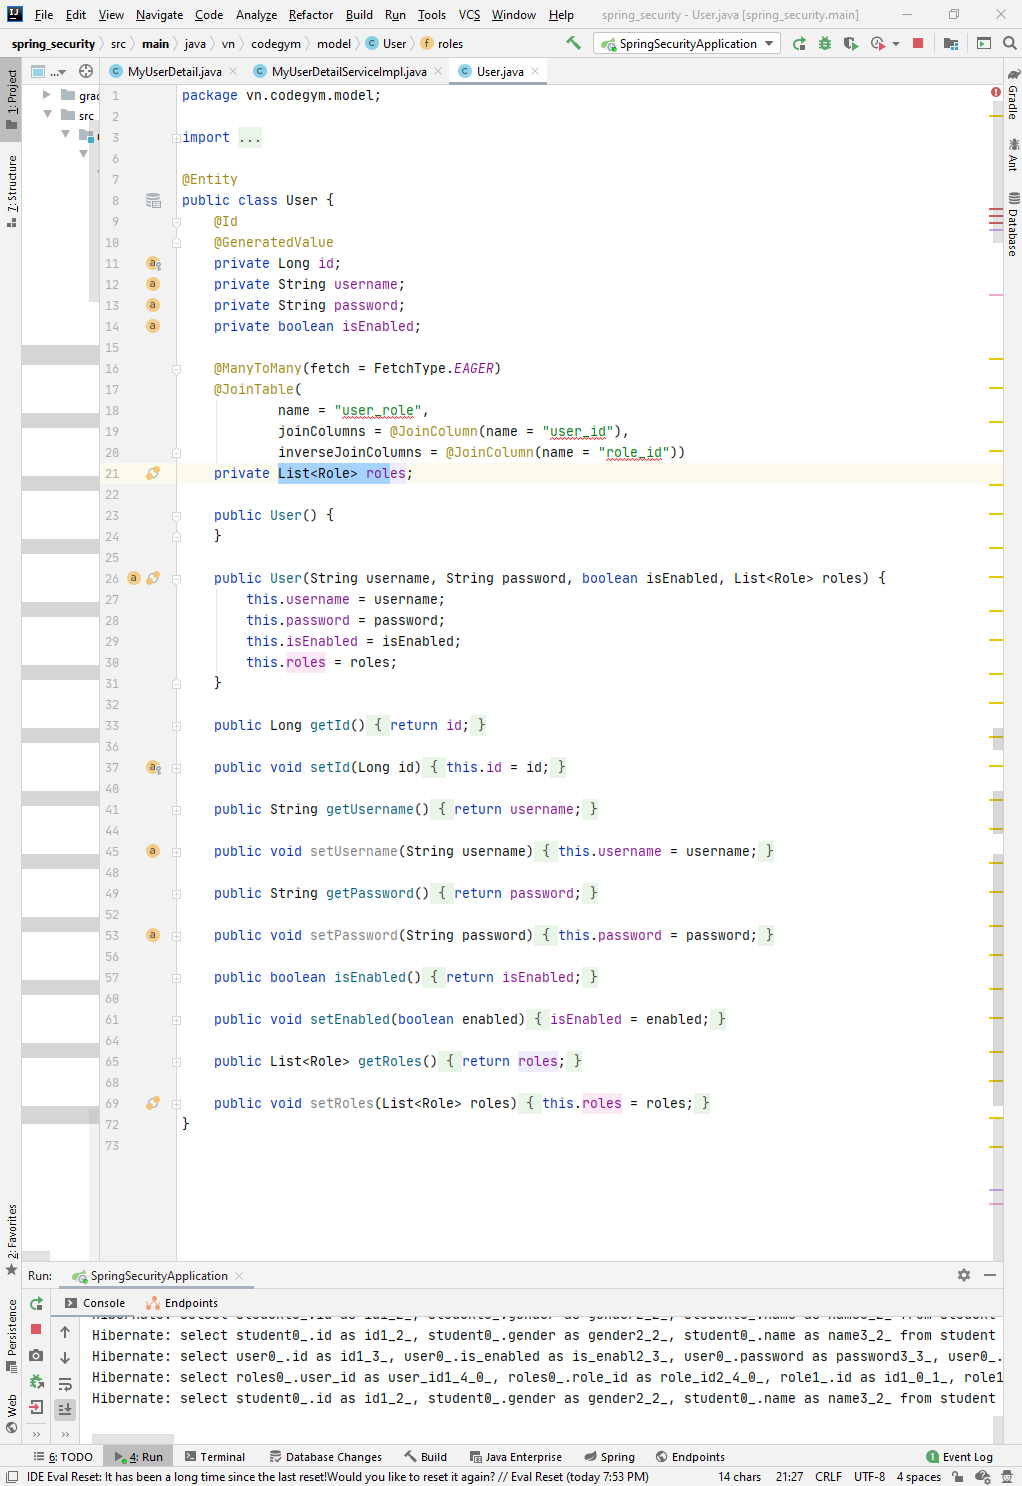 File Edit View Navigate Code Analyze Refactor Build Run Tools VCS Window Help spring_security - User.java [spring_security.main]
spring_security src main java vn codegym model User roles SpringSecurityApplication
1: Project
...
MyUserDetail.java MyUserDetailServiceImpl.java User.java
src
7: Structure
2: Favorites
Persistence
Web
Gradle
Ant
Database
1 package vn.codegym.model;
2
3 import ...
6
7 @Entity
8 public class User {
9 @Id
10 @GeneratedValue
11 private Long id;
12 private String username;
13 private String password;
14 private boolean isEnabled;
15
16 @ManyToMany(fetch = FetchType.EAGER)
17 @JoinTable(
18 name = "user_role",
19 joinColumns = @JoinColumn(name = "user_id"),
20 inverseJoinColumns = @JoinColumn(name = "role_id"))
21 private List<Role> roles;
22
23 public User() {
24 }
25
26 public User(String username, String password, boolean isEnabled, List<Role> roles) {
27 this.username = username;
28 this.password = password;
29 this.isEnabled = isEnabled;
30 this.roles = roles;
31 }
32
33 public Long getId() { return id; }
36
37 public void setId(Long id) { this.id = id; }
40
41 public String getUsername() { return username; }
44
45 public void setUsername(String username) { this.username = username; }
48
49 public String getPassword() { return password; }
52
53 public void setPassword(String password) { this.password = password; }
56
57 public boolean isEnabled() { return isEnabled; }
60
61 public void setEnabled(boolean enabled) { isEnabled = enabled; }
64
65 public List<Role> getRoles() { return roles; }
68
69 public void setRoles(List<Role> roles) { this.roles = roles; }
72 }
73
Run: SpringSecurityApplication
Console Endpoints
Hibernate: select student0_.id as id1_2_, student0_.gender as gender2_2_, student0_.name as name3_2_ from student
Hibernate: select student0_.id as id1_2_, student0_.gender as gender2_2_, student0_.name as name3_2_ from student
Hibernate: select user0_.id as id1_3_, user0_.is_enabled as is_enabl2_3_, user0_.password as password3_3_, user0_.
Hibernate: select roles0_.user_id as user_id1_4_0_, roles0_.role_id as role_id2_4_0_, role1_.id as id1_0_1_, role1
Hibernate: select student0_.id as id1_2_, student0_.gender as gender2_2_, student0_.name as name3_2_ from student
6: TODO 4: Run Terminal Database Changes Build Java Enterprise Spring Endpoints 1 Event Log
IDE Eval Reset: It has been a long time since the last reset!Would you like to reset it again? // Eval Reset (today 7:53 PM) 14 chars 21:27 CRLF UTF-8 4 spaces